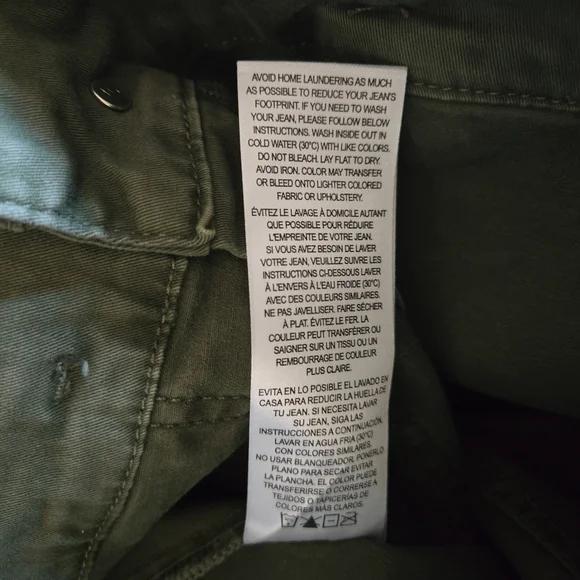 AVOID HOME LAUNDERING AS MUCH
AS POSSIBLE TO REDUCE YOUR JEAN'S
FOOTPRINT. IF YOU NEED TO WASH
YOUR JEAN, PLEASE FOLLOW BELOW
INSTRUCTIONS. WASH INSIDE OUT IN
COLD WATER (30ºC) WITH LIKE COLORS.
DO NOT BLEACH. LAY FLAT TO DRY.
AVOID IRON. COLOR MAY TRANSFER
OR BLEED ONTO LIGHTER COLORED
FABRIC OR UPHOLSTERY.
ÉVITEZ LE LAVAGE À DOMICILE AUTANT
QUE POSSIBLE POUR RÉDUIRE
L'EMPREINTE DE VOTRE JEAN.
SI VOUS AVEZ BESOIN DE LAVER
VOTRE JEAN, VEUILLEZ SUIVRE LES
INSTRUCTIONS CI-DESSOUS LAVER
À L'ENVERS À L'EAU FROIDE (30ºC)
AVEC DES COULEURS SIMILAIRES.
NE PAS JAVELLISER. FAIRE SÉCHER
À PLAT. ÉVITEZ LE FER. LA
COULEUR PEUT TRANSFÉRER OU
SAIGNER SUR UN TISSU OU UN
REMBOURRAGE DE COULEUR
PLUS CLAIRE.
EVITA EN LO POSIBLE EL LAVADO EN
CASA PARA REDUCIR LA HUELLA DE
TU JEAN. SI NECESITA LAVAR
SU JEAN, SIGA LAS
INSTRUCCIONES A CONTINUACIÓN.
LAVAR EN AGUA FRIA (30ºC)
CON COLORES SIMILARES.
NO USAR BLANQUEADOR. PONERLO
PLANO PARA SECAR EVITAR
LA PLANCHA. EL COLOR PUEDE
TRANSFERIRSE O CORRERSE A
TEJIDOS O TAPICERÍAS DE
COLORES MÁS CLAROS.